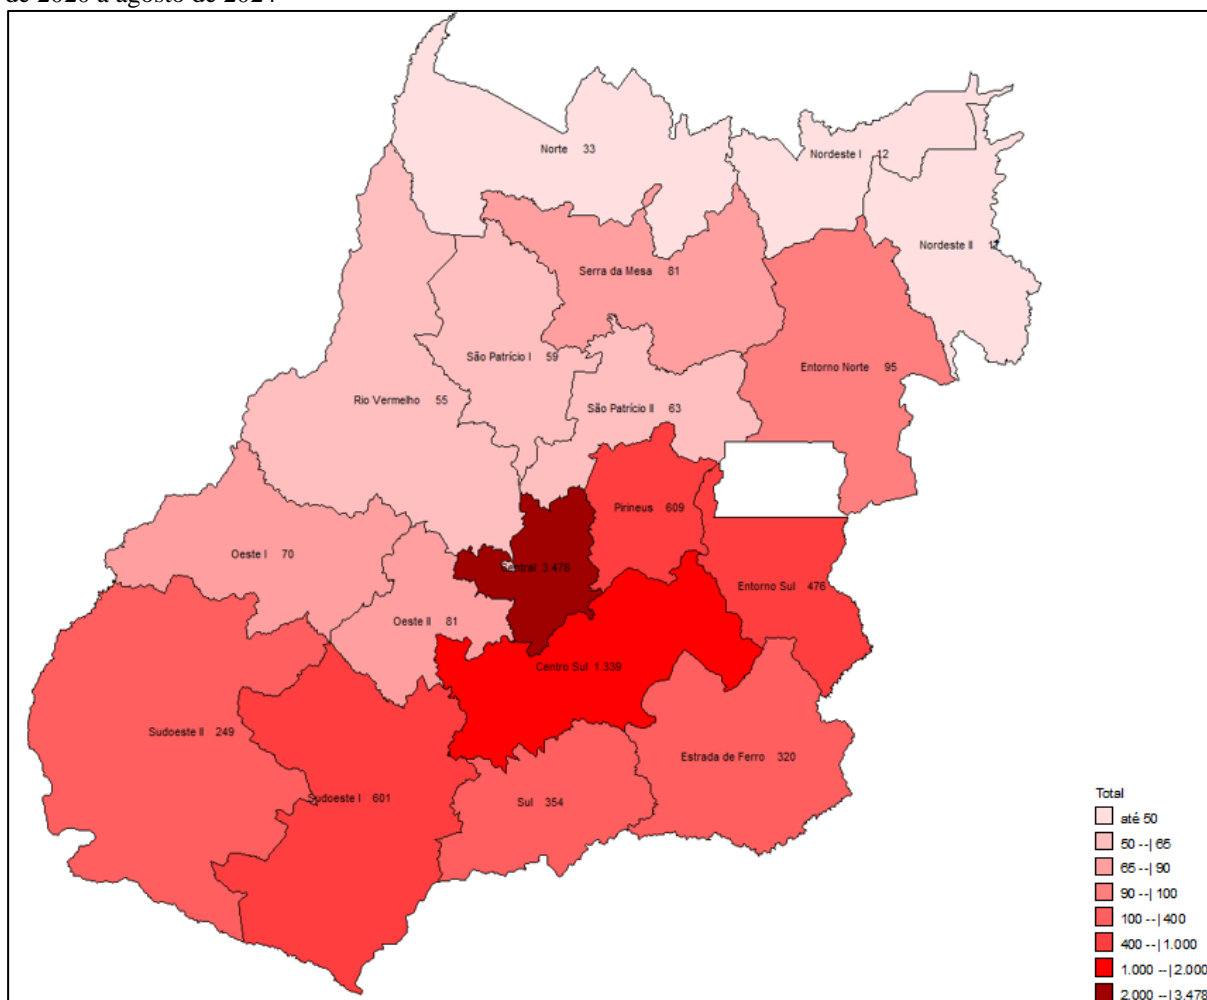 de 2020 a agosto de 2024
Norte 33
Nordeste I 12
Nordeste II
Serra da Mesa 81
São Patrício I 59
Entorno Norte 95
Rio Vermelho 55
São Patrício II 63
Pirineus 609
Oeste I 70
Central 3.478
Entorno Sul 476
Oeste II 81
Centro Sul 1.339
Sudoeste II 249
Estrada de Ferro 320
Sudoeste I 601
Sul 354
Total
até 50
50 --| 65
65 --| 90
90 --| 100
100 --| 400
400 --| 1.000
1.000 --| 2.000
2.000 --| 3.478